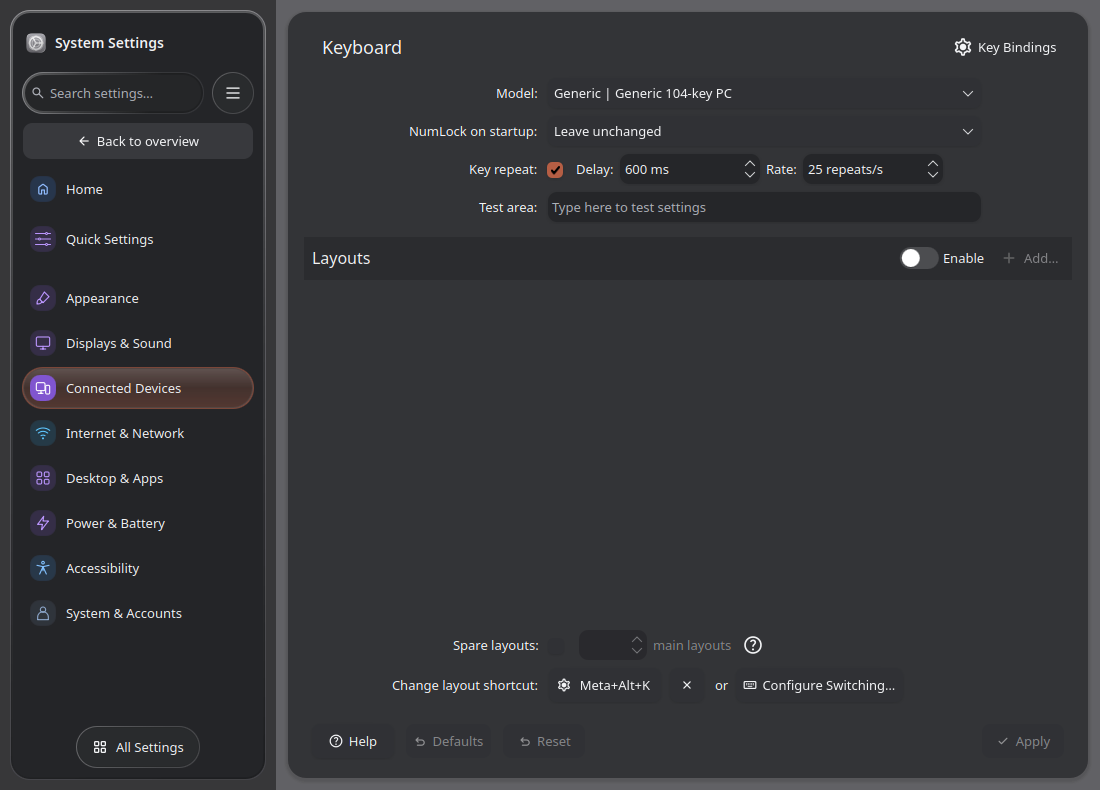 System Settings
Search settings...
Back to overview
Home
Quick Settings
Appearance
Displays & Sound
Connected Devices
Internet & Network
Desktop & Apps
Power & Battery
Accessibility
System & Accounts
All Settings
Keyboard
Key Bindings
Model: Generic | Generic 104-key PC
NumLock on startup: Leave unchanged
Key repeat: Delay: 600 ms Rate: 25 repeats/s
Test area: Type here to test settings
Layouts
Enable
Add...
Spare layouts: main layouts
Change layout shortcut: Meta+Alt+K or Configure Switching...
Help
Defaults
Reset
Apply